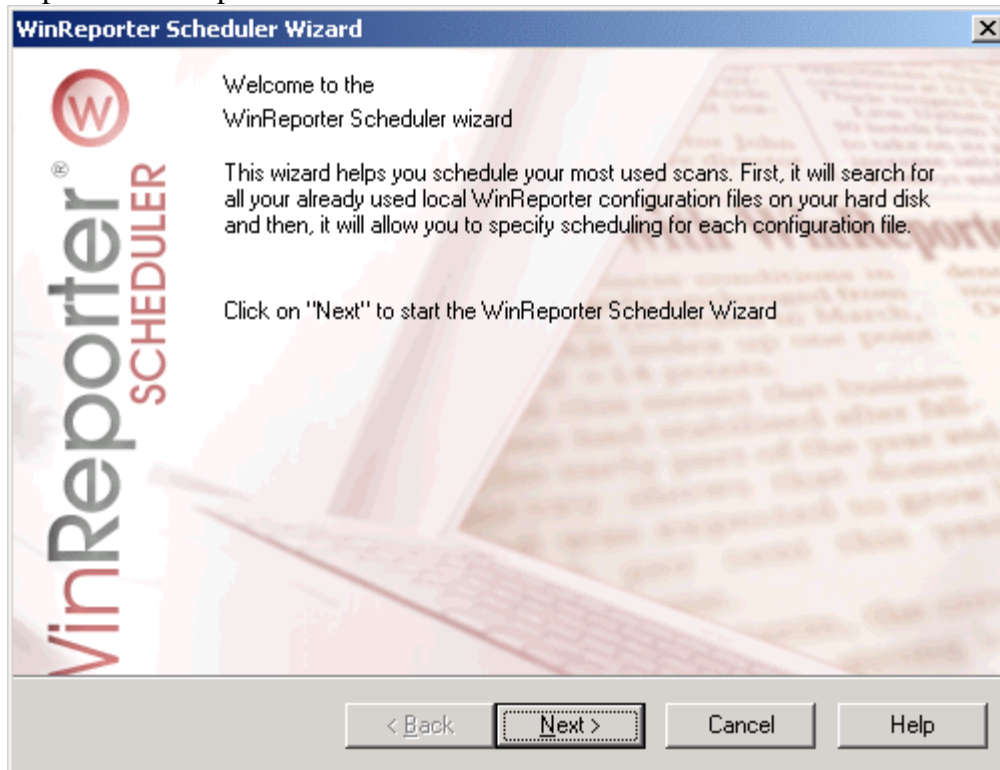 WinReporter Scheduler Wizard
Welcome to the
WinReporter Scheduler wizard
This wizard helps you schedule your most used scans. First, it will search for
all your already used local WinReporter configuration files on your hard disk
and then, it will allow you to specify scheduling for each configuration file.
Click on "Next" to start the WinReporter Scheduler Wizard
W
WinReporter®
SCHEDULER
< Back
Next >
Cancel
Help